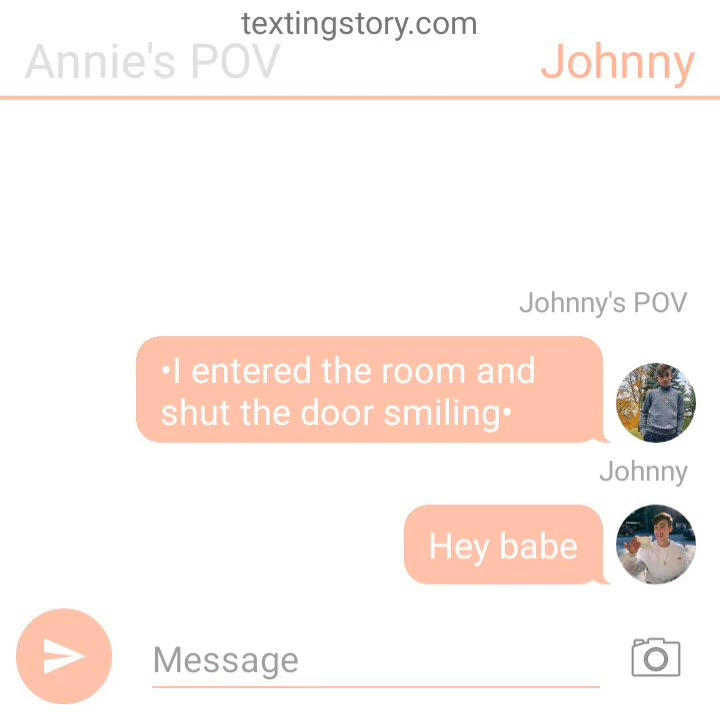 textingstory.com
Annie's POV
Johnny
Johnny's POV
•I entered the room and
shut the door smiling•
Johnny
Hey babe
Message